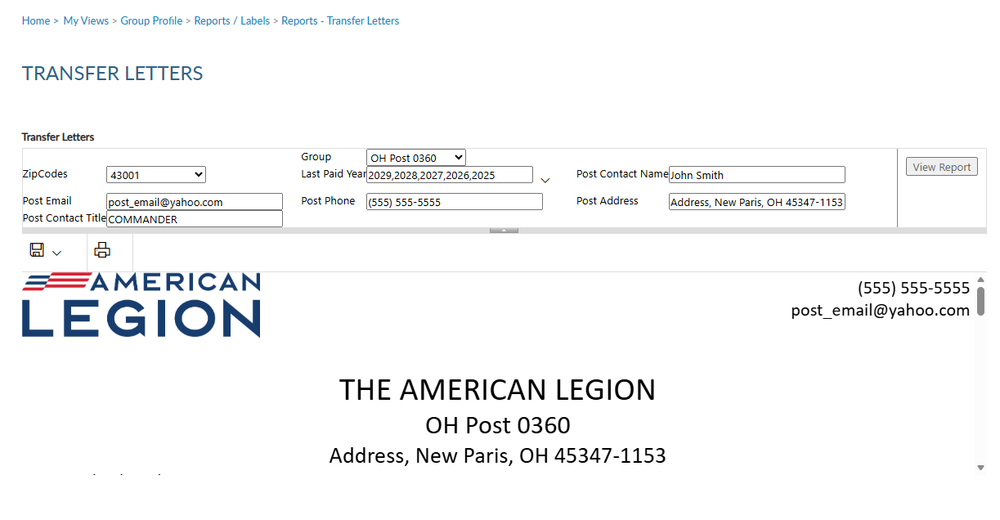 Home > My Views > Group Profile > Reports / Labels > Reports - Transfer Letters
TRANSFER LETTERS
Transfer Letters
Group OH Post 0360
ZipCodes 43001 Last Paid Year 2029,2028,2027,2026,2025 Post Contact Name John Smith View Report
Post Email post_email@yahoo.com Post Phone (555) 555-5555 Post Address Address, New Paris, OH 45347-1153
Post Contact Title COMMANDER
AMERICAN
LEGION
(555) 555-5555
post_email@yahoo.com
THE AMERICAN LEGION
OH Post 0360
Address, New Paris, OH 45347-1153